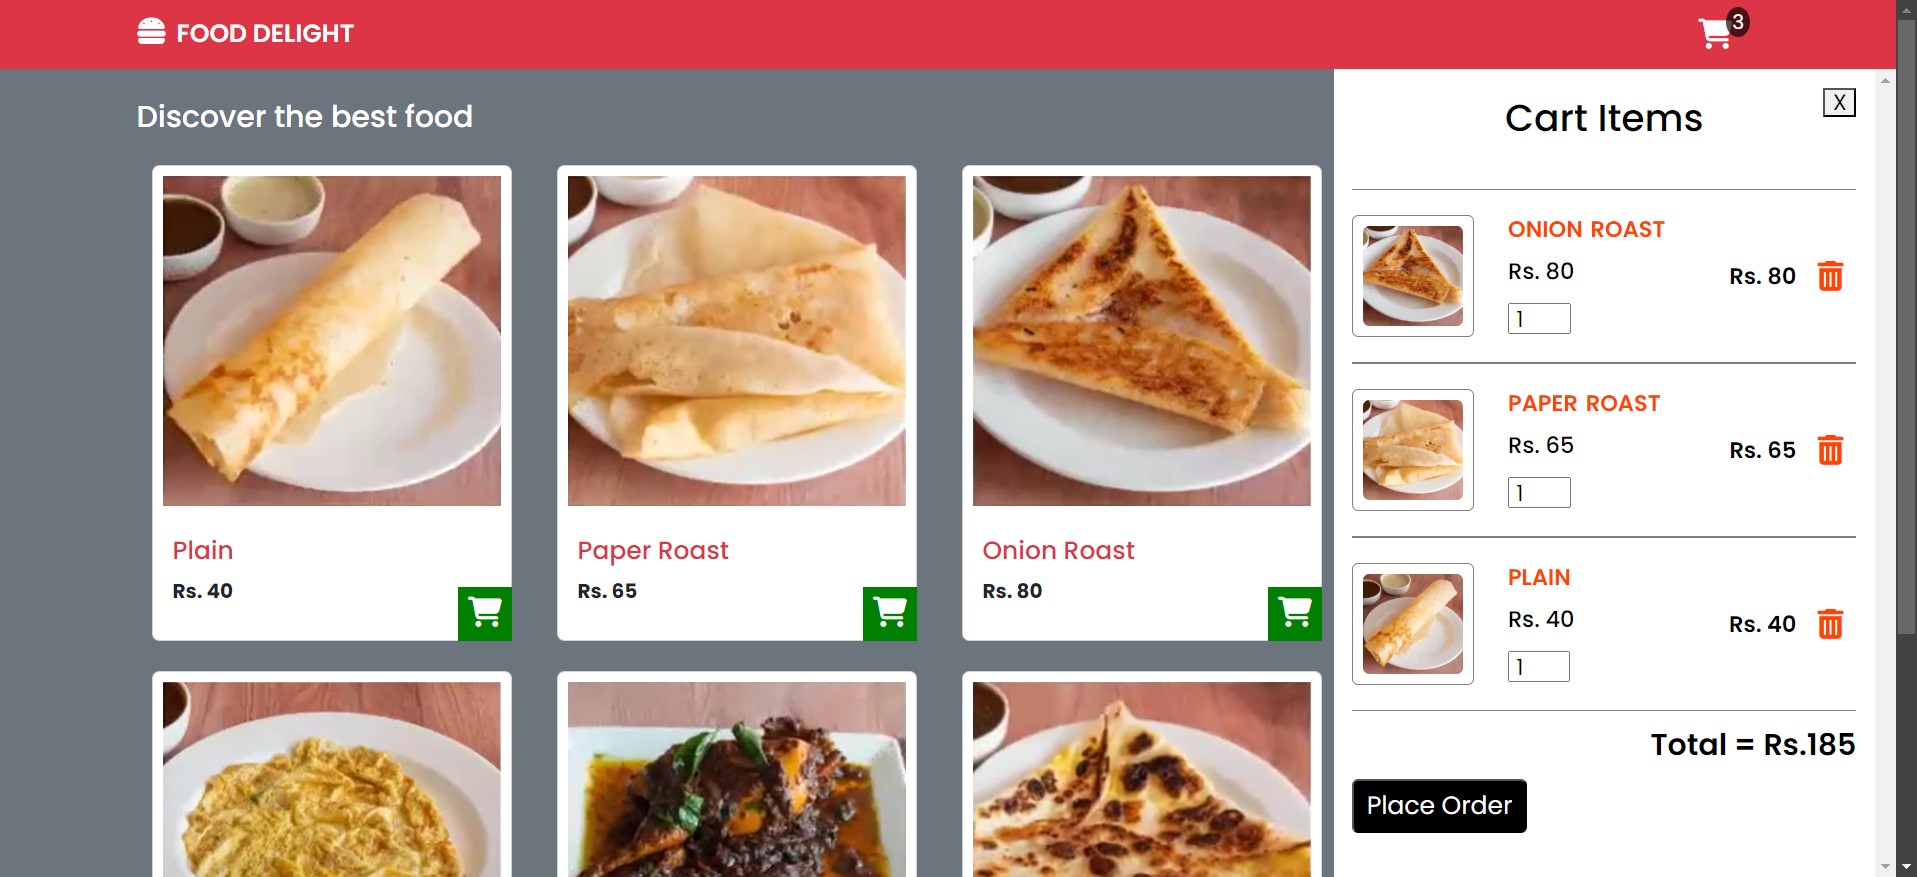 FOOD DELIGHT
3
Discover the best food
Plain
Rs. 40
Paper Roast
Rs. 65
Onion Roast
Rs. 80
Cart Items
X
ONION ROAST
Rs. 80
1
Rs. 80
PAPER ROAST
Rs. 65
1
Rs. 65
PLAIN
Rs. 40
1
Rs. 40
Total = Rs.185
Place Order